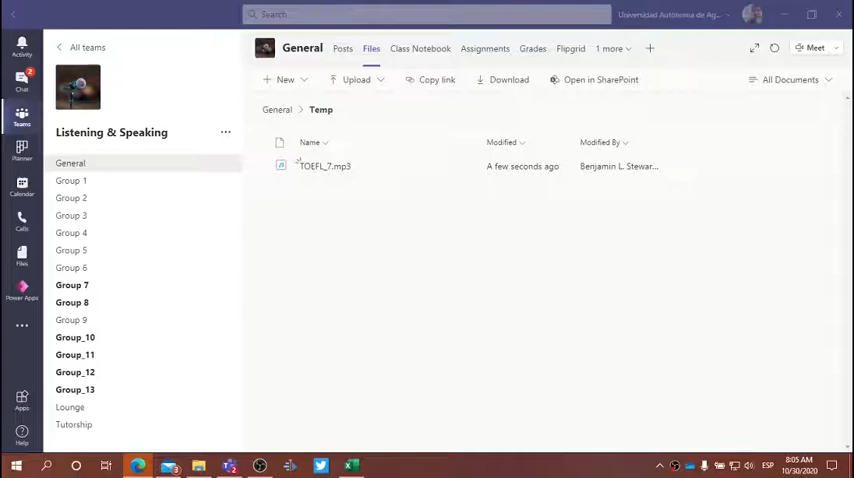 Search...
Universidad Autónoma de Ag...
Activity
2
Chat
Teams
Planner
Calendar
Calls
Files
Power Apps
Apps
Help
All teams
Listening & Speaking
General
Group 1
Group 2
Group 3
Group 4
Group 5
Group 6
Group 7
Group 8
Group 9
Group_10
Group_11
Group_12
Group_13
Lounge
Tutorship
General Posts Files Class Notebook Assignments Grades Flipgrid 1 more Meet
New Upload Copy link Download Open in SharePoint All Documents
General > Temp
Name Modified Modified By
TOEFL_7.mp3 A few seconds ago Benjamin L. Stewar...
3
2
ESP
8:05 AM
10/30/2020